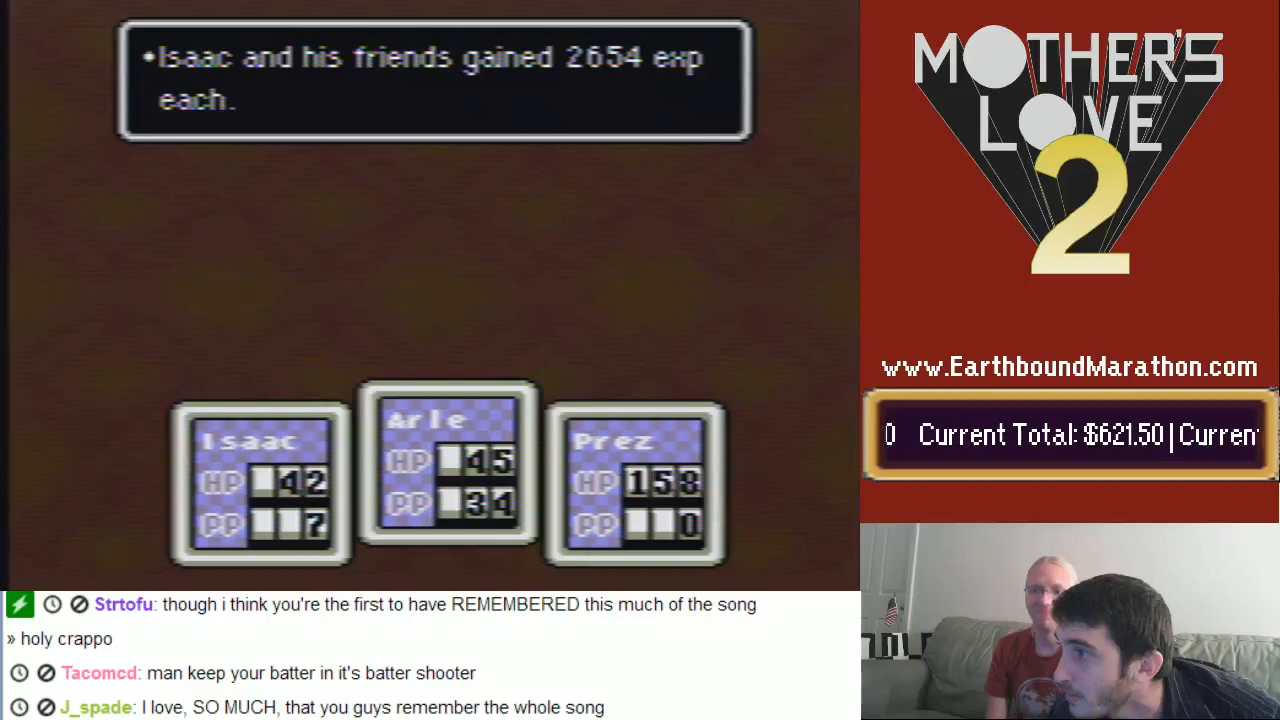 •Isaac and his friends gained 2654 exp
each.
MOTHER'S
LOVE
2
www.EarthboundMarathon.com
0 Current Total: $621.50 | Curren
Isaac
HP 42
PP 7
Arle
HP 45
PP 34
Prez
HP 158
PP 0
Strtofu: though i think you're the first to have REMEMBERED this much of the song
» holy crappo
Tacomcd: man keep your batter in it's batter shooter
J_spade: I love, SO MUCH, that you guys remember the whole song